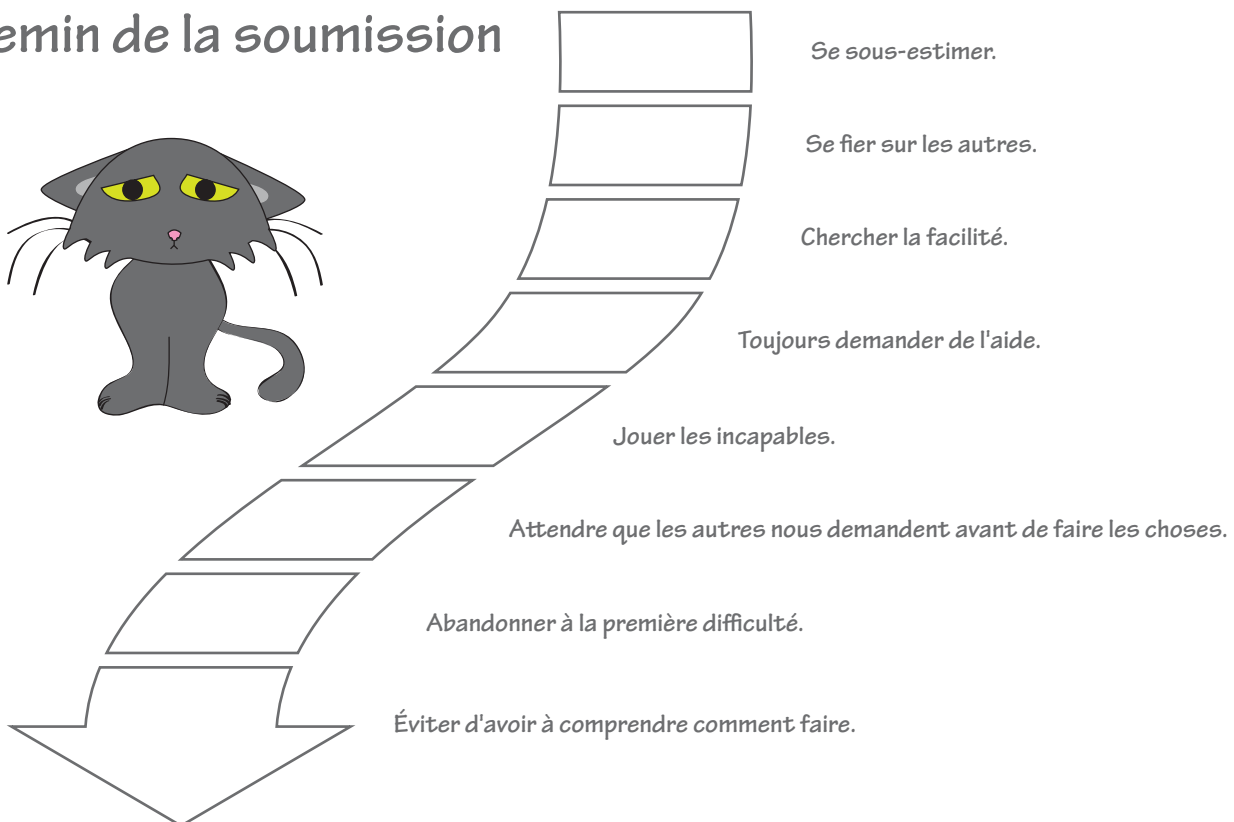 emin de la soumission
Se sous-estimer.
Se fier sur les autres.
Chercher la facilité.
Toujours demander de l'aide.
Jouer les incapables.
Attendre que les autres nous demandent avant de faire les choses.
Abandonner à la première difficulté.
Éviter d'avoir à comprendre comment faire.